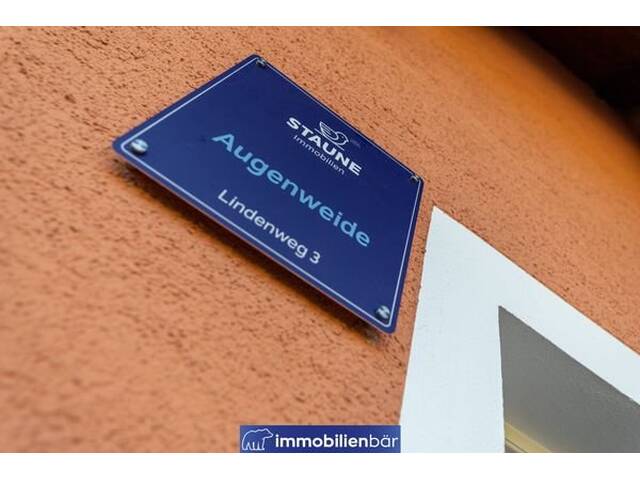 STAUNE
immobilien
Augenweide
Lindenweg 3
immobilienbär